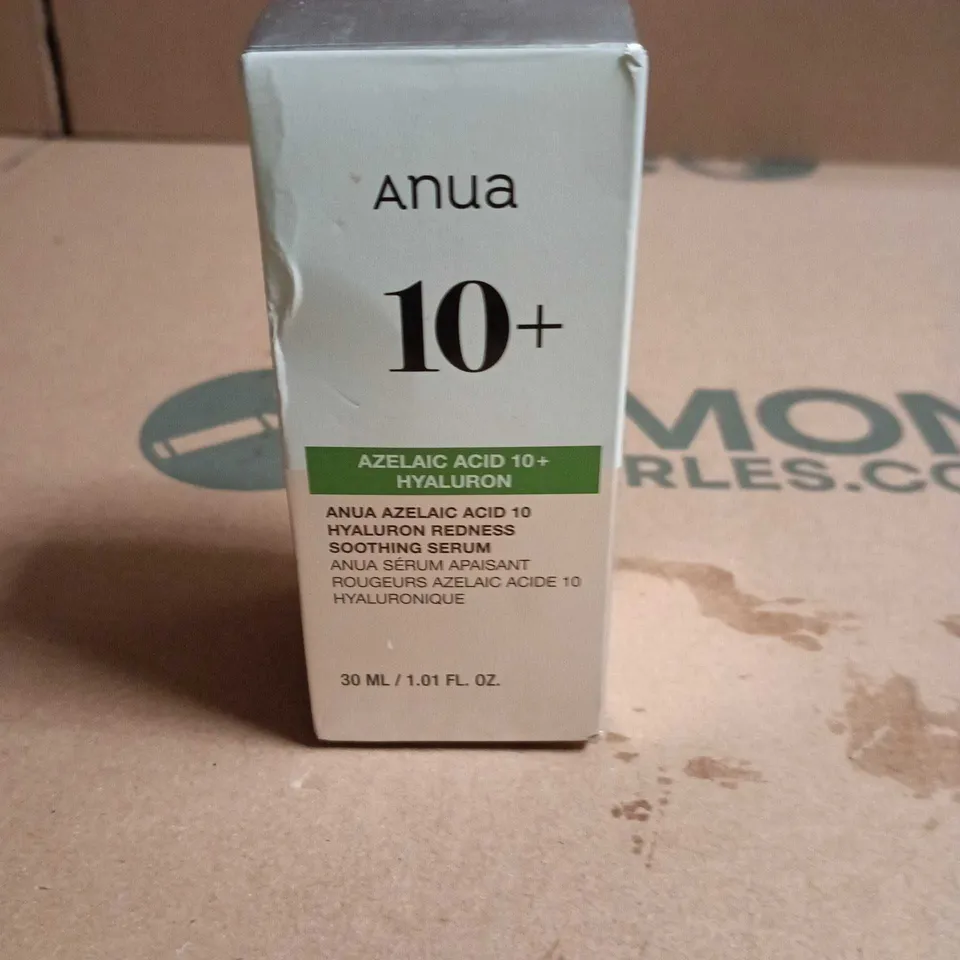 Anua
10+
AZELAIC ACID 10+
HYALURON
ANUA AZELAIC ACID 10
HYALURON REDNESS
SOOTHING SERUM
ANUA SÉRUM APAISANT
ROUGEURS AZELAIC ACIDE 10
HYALURONIQUE
30 ML / 1.01 FL. OZ.
MON
RLES.CO